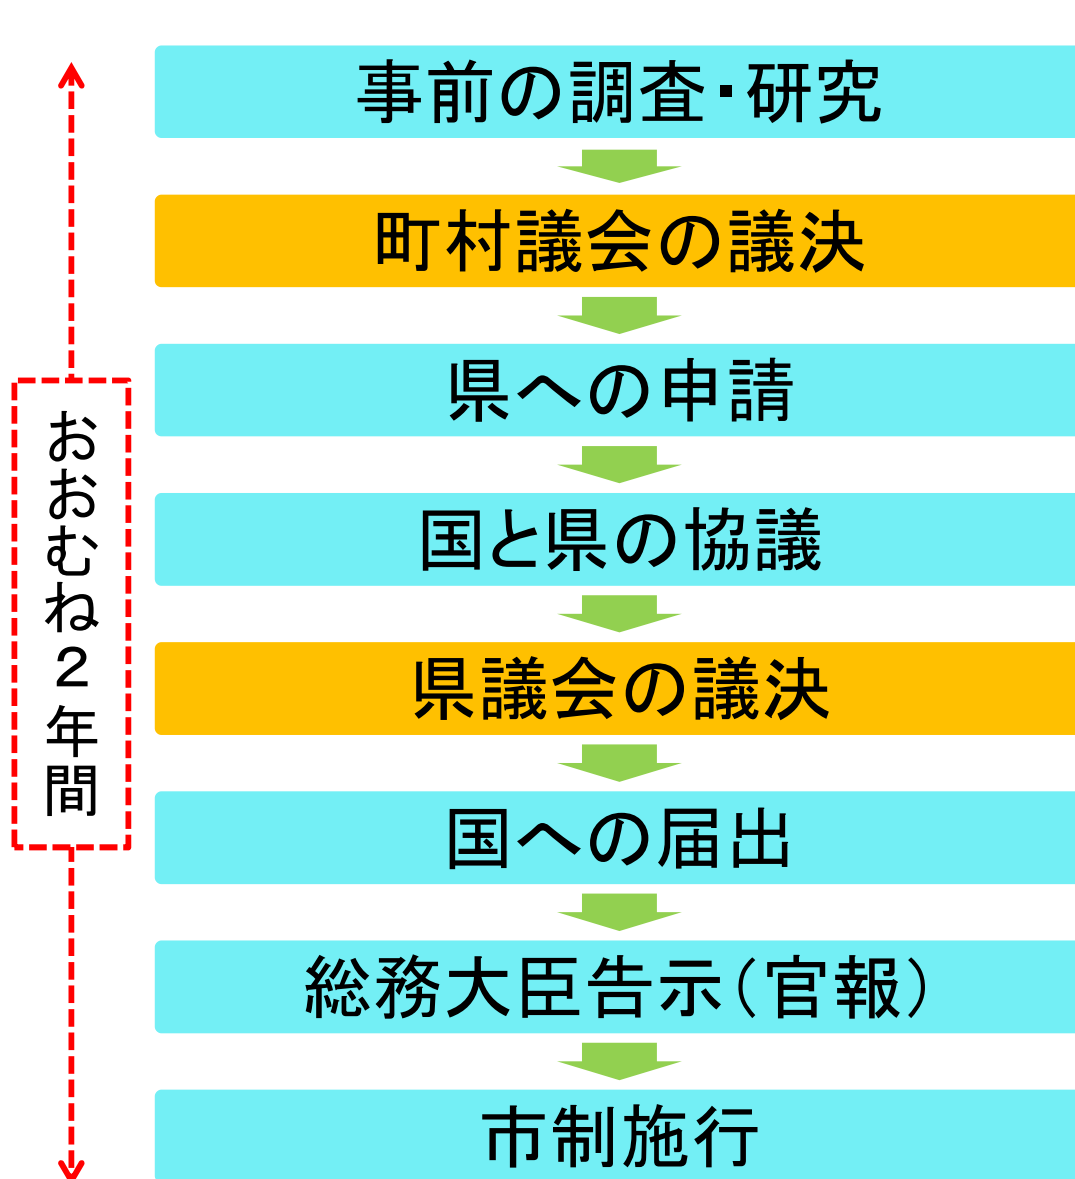 事前の調査・研究
町村議会の議決
県への申請
国と県の協議
県議会の議決
国への届出
総務大臣告示（官報）
市制施行
おおむね２年間